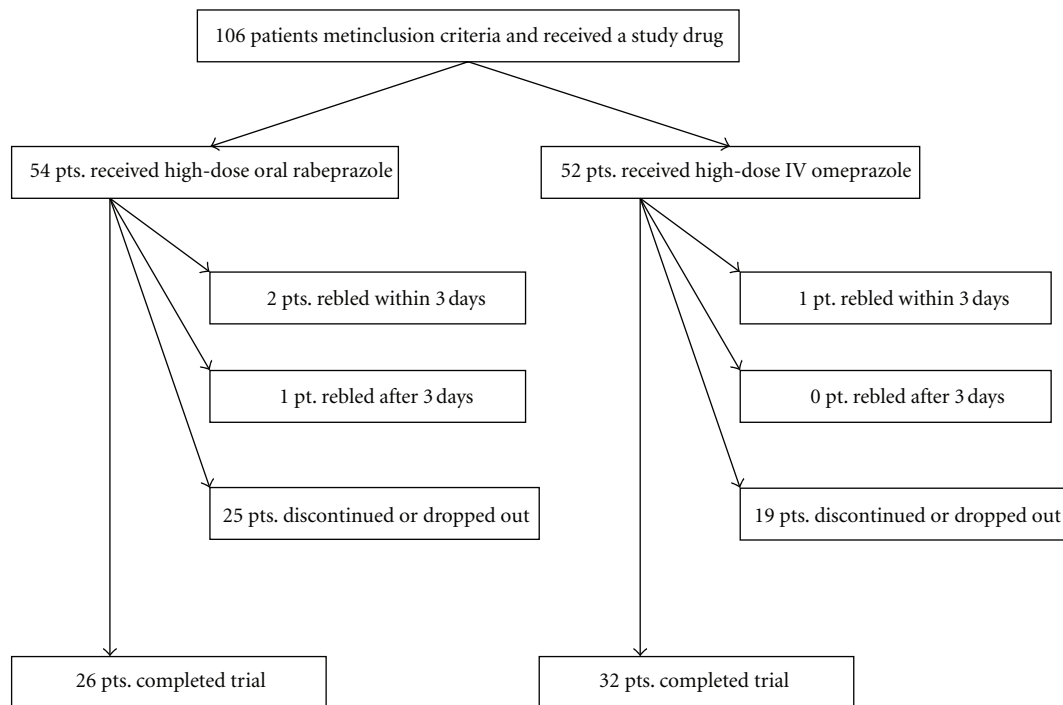 106 patients metinclusion criteria and received a study drug
54 pts. received high-dose oral rabeprazole
52 pts. received high-dose IV omeprazole
2 pts. rebled within 3 days
1 pt. rebled within 3 days
1 pt. rebled after 3 days
0 pt. rebled after 3 days
25 pts. discontinued or dropped out
19 pts. discontinued or dropped out
26 pts. completed trial
32 pts. completed trial